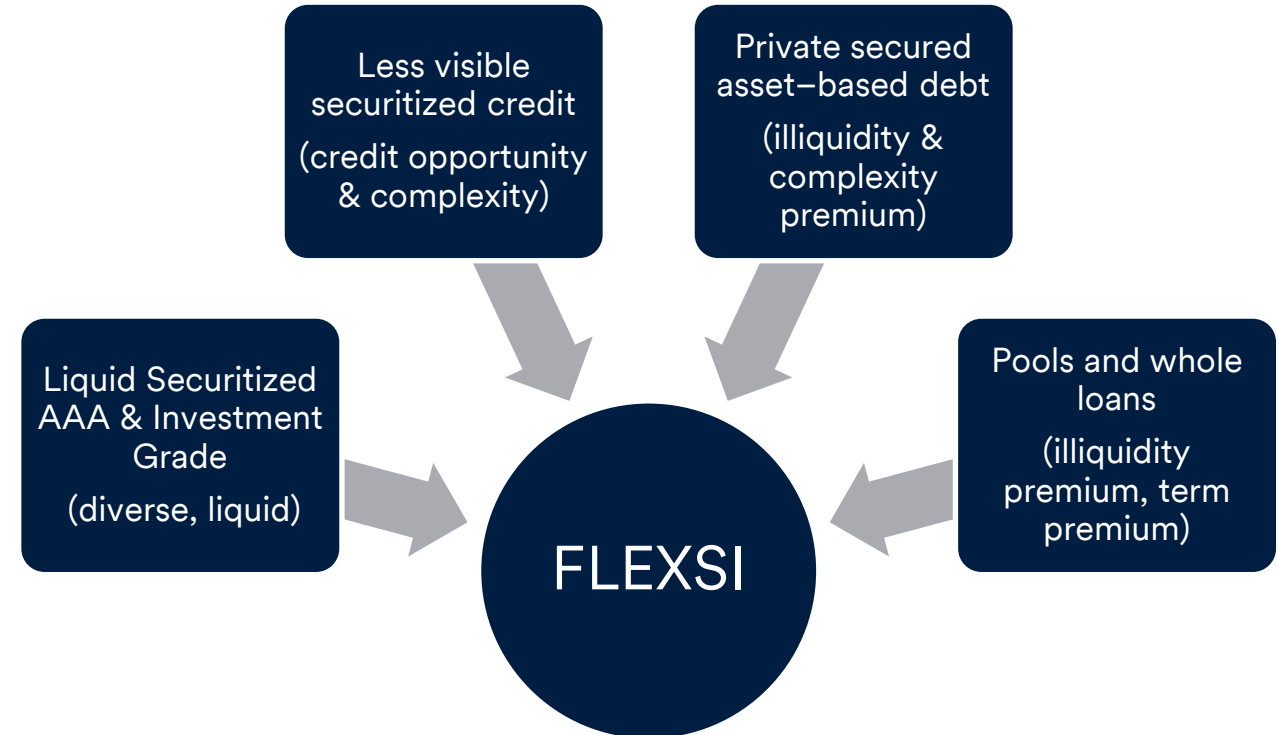 Less visible
securitized credit
(credit opportunity
& complexity)
Private secured
asset–based debt
(illiquidity &
complexity
premium)
Liquid Securitized
AAA & Investment
Grade
(diverse, liquid)
Pools and whole
loans
(illiquidity
premium, term
premium)
FLEXSI